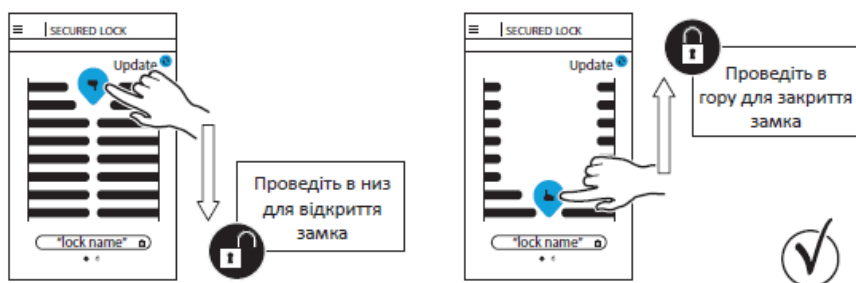 SECURED LOCK
Update
"lock name"
Проведіть в низ
для відкриття
замка
SECURED LOCK
Update
"lock name"
Проведіть в
гору для закриття
замка